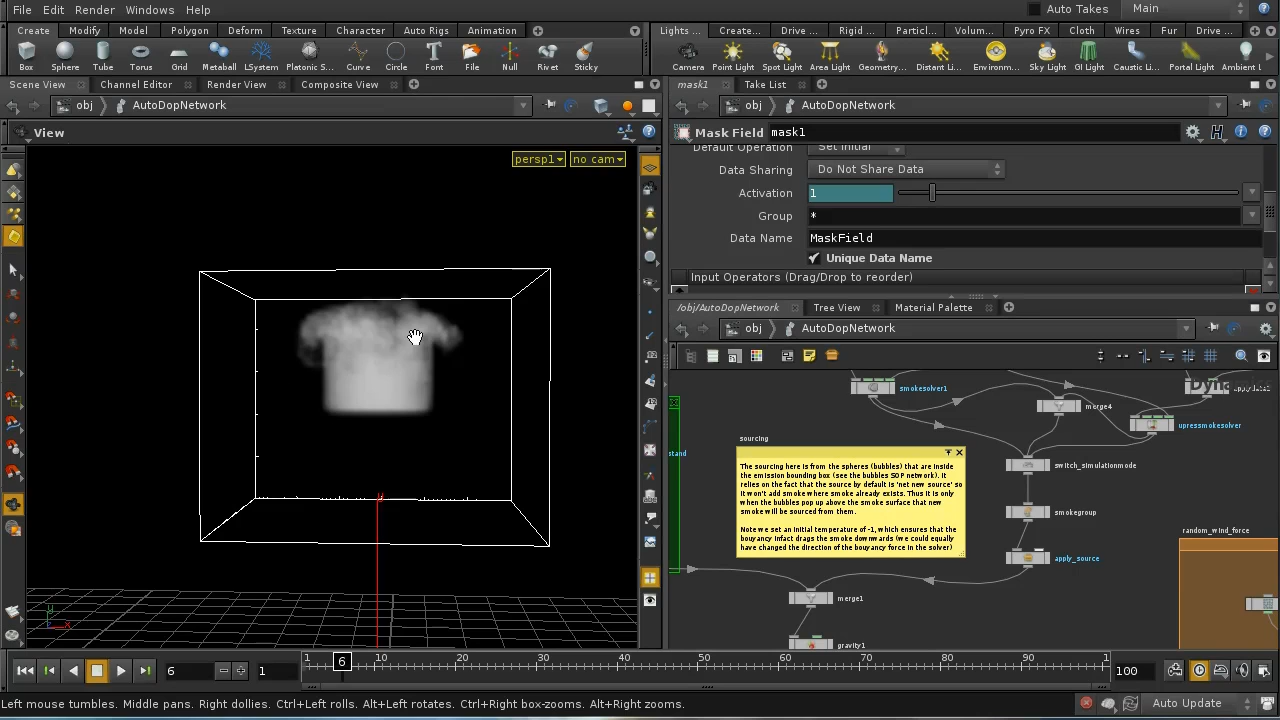 File Edit Render Windows Help
Auto Takes Main
Create Modify Model Polygon Deform Texture Character Auto Rigs Animation
Lights ... Create... Drive ... Rigid ... Particl... Volum... Pyro FX Cloth Wires Fur Drive ...
Box Sphere Tube Torus Grid Metaball LSystem Platonic S... Curve Circle Font File Null Rivet Sticky
Camera Point Light Spot Light Area Light Geometry... Distant Li... Environm... Sky Light GI Light Caustic Li... Portal Light Ambient L
Scene View Channel Editor Render View Composite View
mask1 Take List
obj AutoDopNetwork
obj AutoDopNetwork
View
Mask Field mask1
persp1 no cam
Default Operation Set Initial
Data Sharing Do Not Share Data
Activation 1
Group *
Data Name MaskField
Unique Data Name
Input Operators (Drag/Drop to reorder)
/obj/AutoDopNetwork Tree View Material Palette
obj AutoDopNetwork
smokesolver1
merge4
upressmokesolver
sourcing
stand
The sourcing here is from the spheres (bubbles) that are inside
the emission bounding box (see the bubbles SOP network). It
relies on the fact that the source by default is 'net new source' so
it won't add smoke where smoke already exists. Thus it is only
when the bubbles pop up above the smoke surface that new
smoke will be sourced from them.
Note we set an initial temperature of -1, which ensures that the
bouyancy infact drags the smoke downwards (we could equally
have changed the direction of the bouyancy force in the solver)
switch_simulationmode
smokegroup
random_wind_force
apply_source
merge1
gravity1
6 1
1 6 10 20 30 40 50 60 70 80 90 1
100
Left mouse tumbles. Middle pans. Right dollies. Ctrl+Left rolls. Alt+Left rotates. Ctrl+Right box-zooms. Alt+Right zooms.
Auto Update